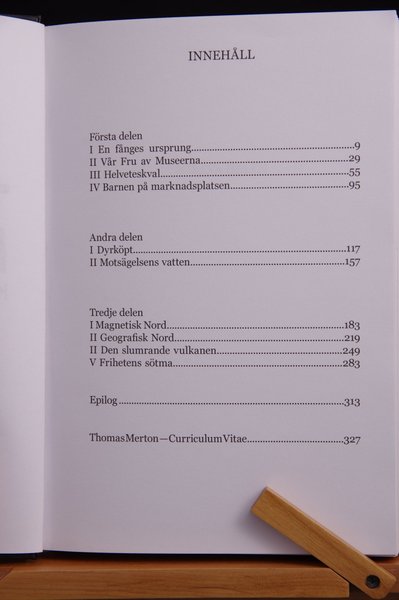 INNEHÅLL
Första delen
I En fånges ursprung.....9
II Vår Fru av Museerna.....29
III Helveteskval.....55
IV Barnen på marknadsplatsen.....95
Andra delen
I Dyrköpt.....117
II Motsägelsens vatten.....157
Tredje delen
I Magnetisk Nord.....183
II Geografisk Nord.....219
II Den slumrande vulkanen.....249
V Frihetens sötma.....283
Epilog.....313
Thomas Merton—Curriculum Vitae.....327